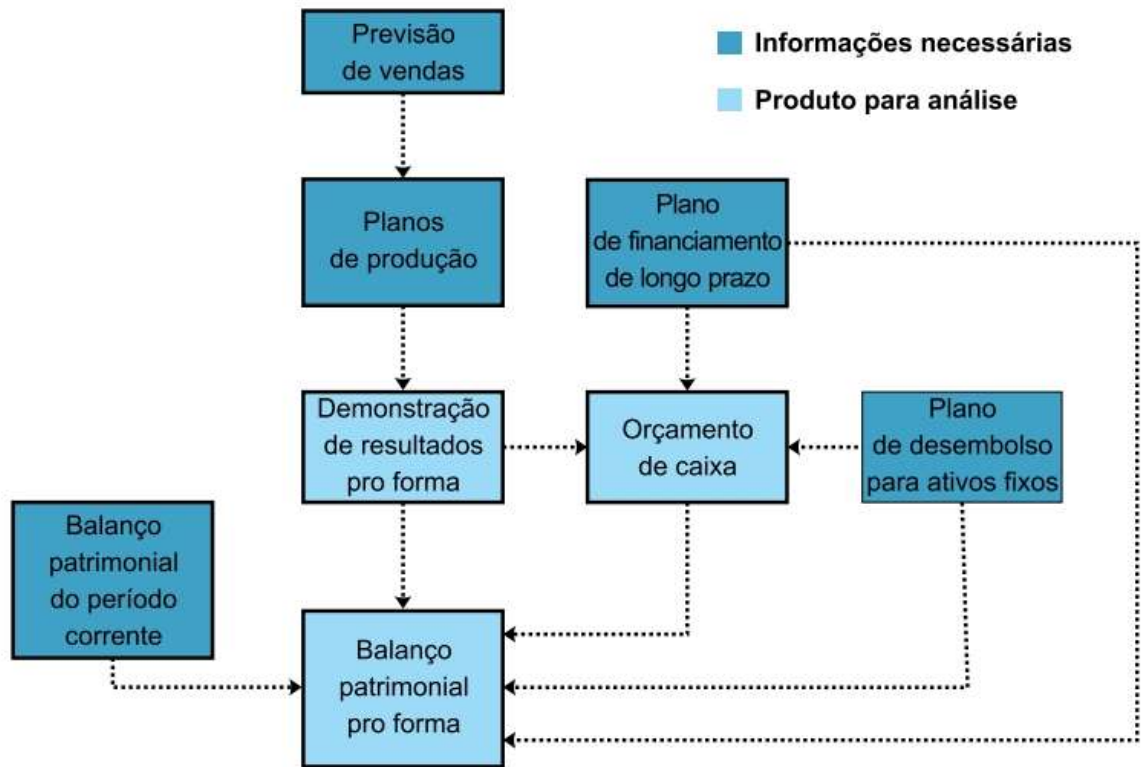 Previsão
de vendas
Informações necessárias
Produto para análise
Planos
de produção
Plano
de financiamento
de longo prazo
Demonstração
de resultados
pro forma
Orçamento
de caixa
Plano
de desembolso
para ativos fixos
Balanço
patrimonial
do período
corrente
Balanço
patrimonial
pro forma